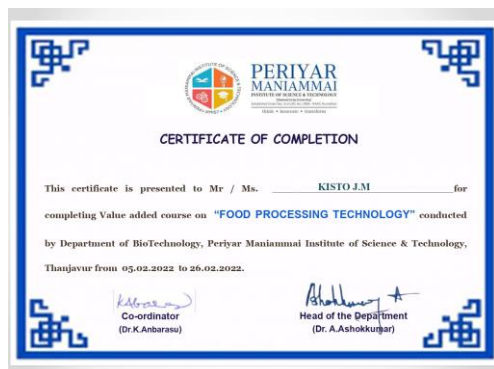 PERIYAR
MANIAMMAI
INSTITUTE OF SCIENCE & TECHNOLOGY
CERTIFICATE OF COMPLETION
This certificate is presented to Mr / Ms. KISTO J.M for
completing Value added course on "FOOD PROCESSING TECHNOLOGY" conducted
by Department of BioTechnology, Periyar Maniammai Institute of Science & Technology,
Thanjavur from 05.02.2022 to 26.02.2022.
Co-ordinator
(Dr.K.Anbarasu)
Head of the Department
(Dr. A.Ashokkumar)